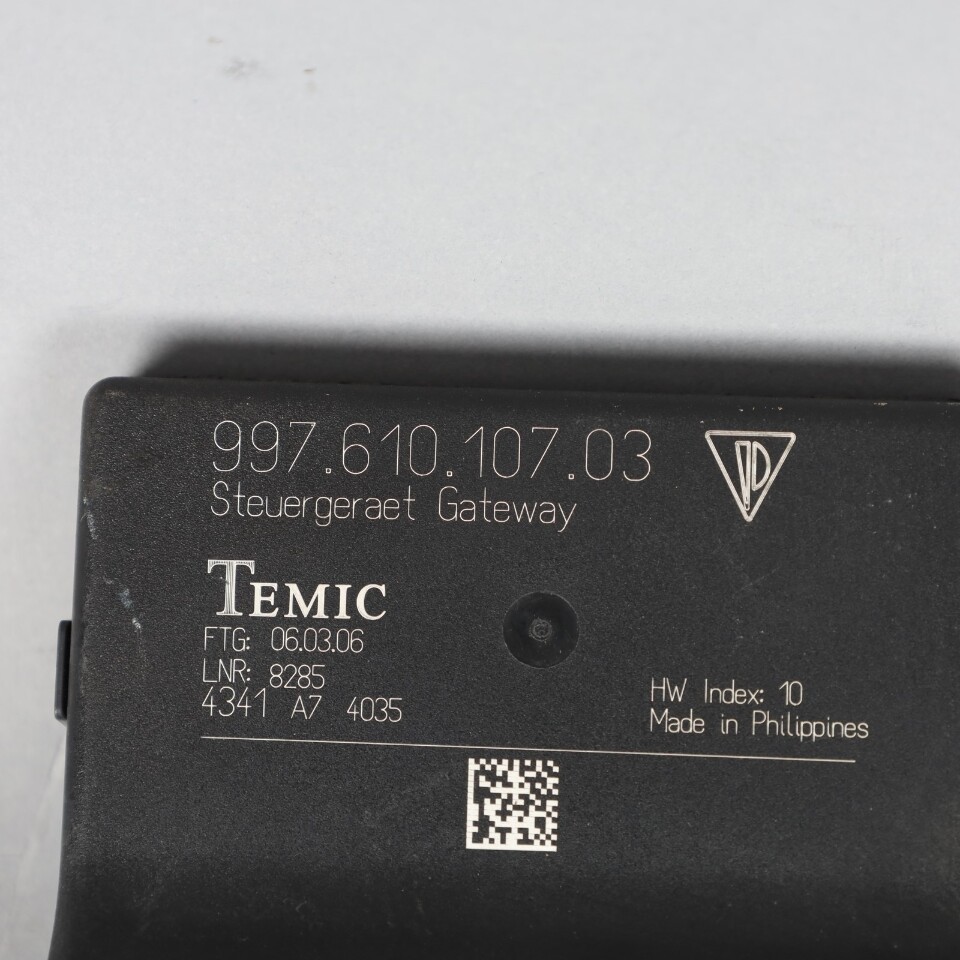 997.610.107.03
Steuergeraet Gateway
TEMIC
FTG: 06.03.06
LNR: 8285
4341 A7 4035
HW Index: 10
Made in Philippines